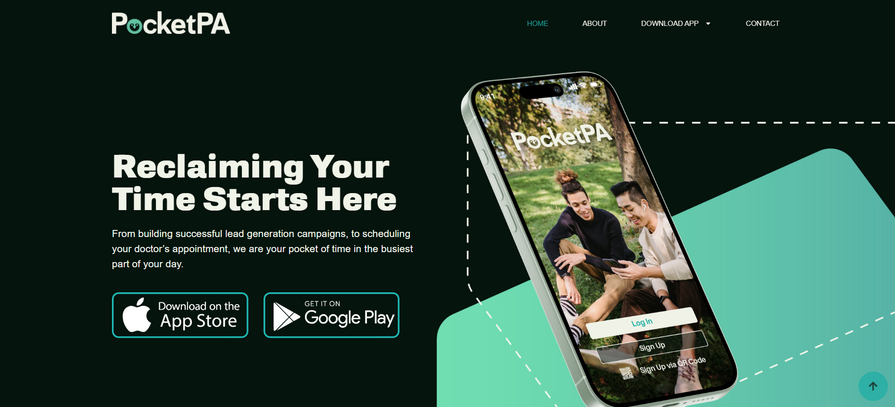 PocketPA
HOME
ABOUT
DOWNLOAD APP
CONTACT
9:41
PocketPA
Reclaiming Your
Time Starts Here
From building successful lead generation campaigns, to scheduling
your doctor's appointment, we are your pocket of time in the busiest
part of your day.
Download on the
App Store
GET IT ON
Google Play
Log In
Sign Up
Sign Up via QR Code